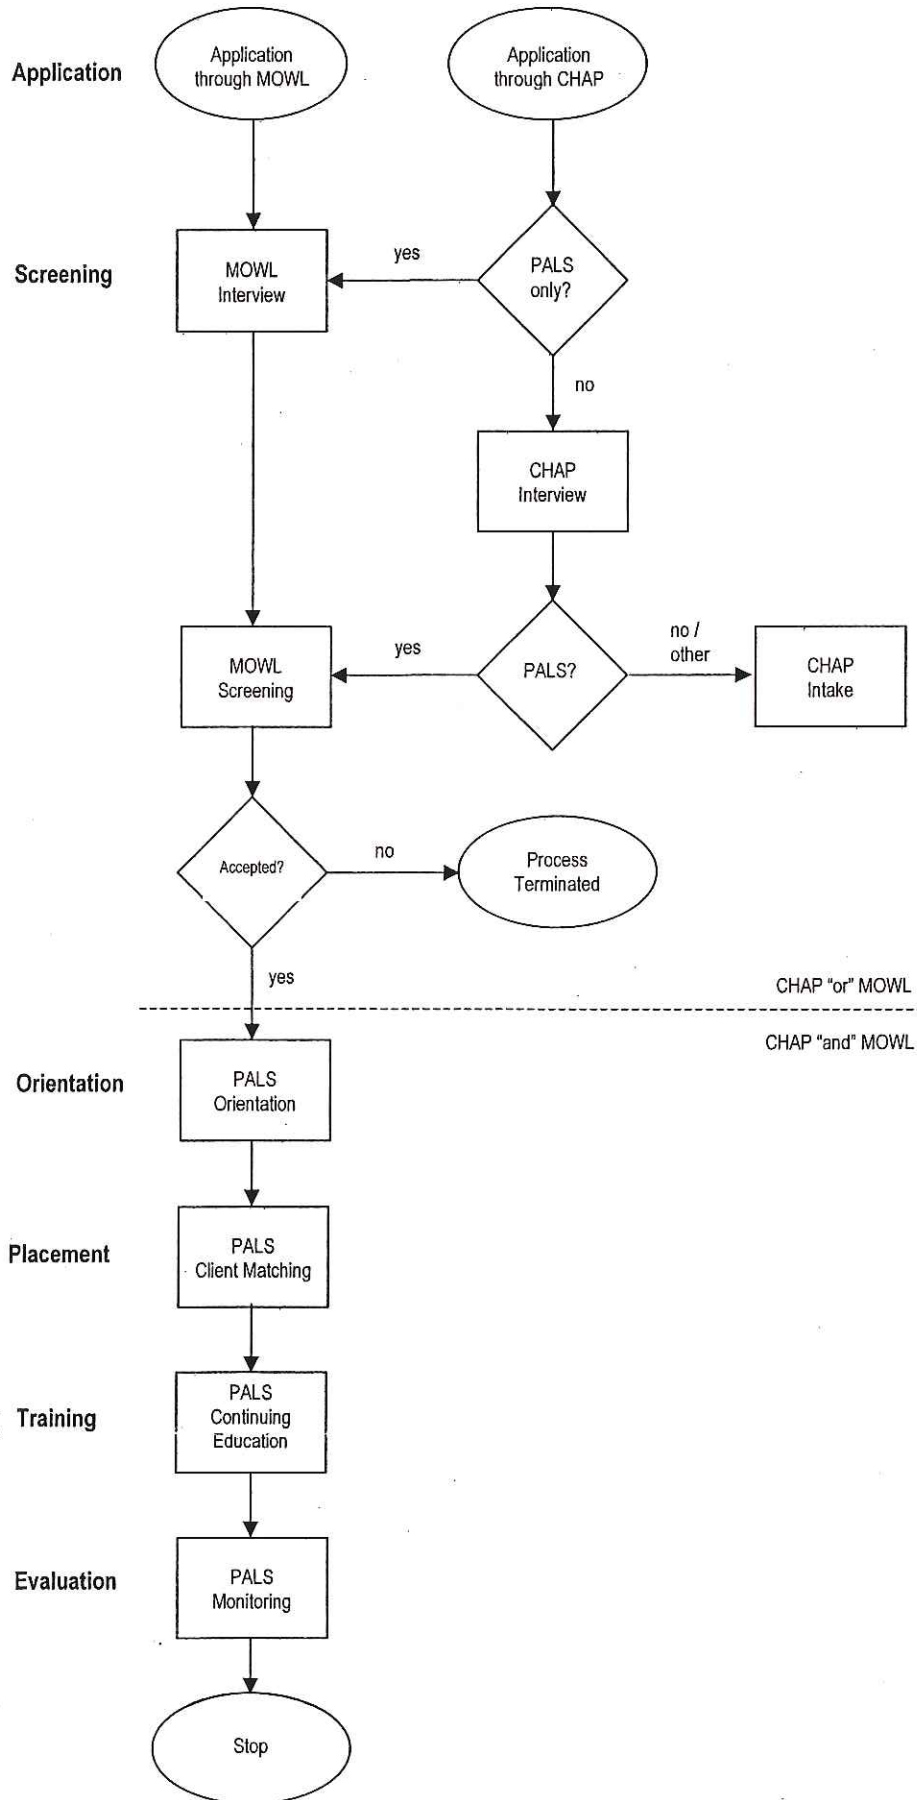 Application
Application
through MOWL
Application
through CHAP
Screening
MOWL
Interview
yes
PALS
only?
no
CHAP
Interview
MOWL
Screening
yes
PALS?
no /
other
CHAP
Intake
Accepted?
no
Process
Terminated
yes
CHAP "or" MOWL
CHAP "and" MOWL
Orientation
PALS
Orientation
Placement
PALS
Client Matching
Training
PALS
Continuing
Education
Evaluation
PALS
Monitoring
Stop